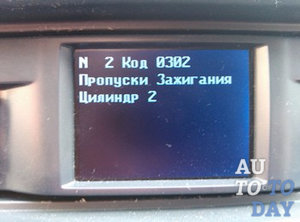 N 2 Код 0302
Пропуски Зажигания
Цилиндр 2
AUTO TO DAY